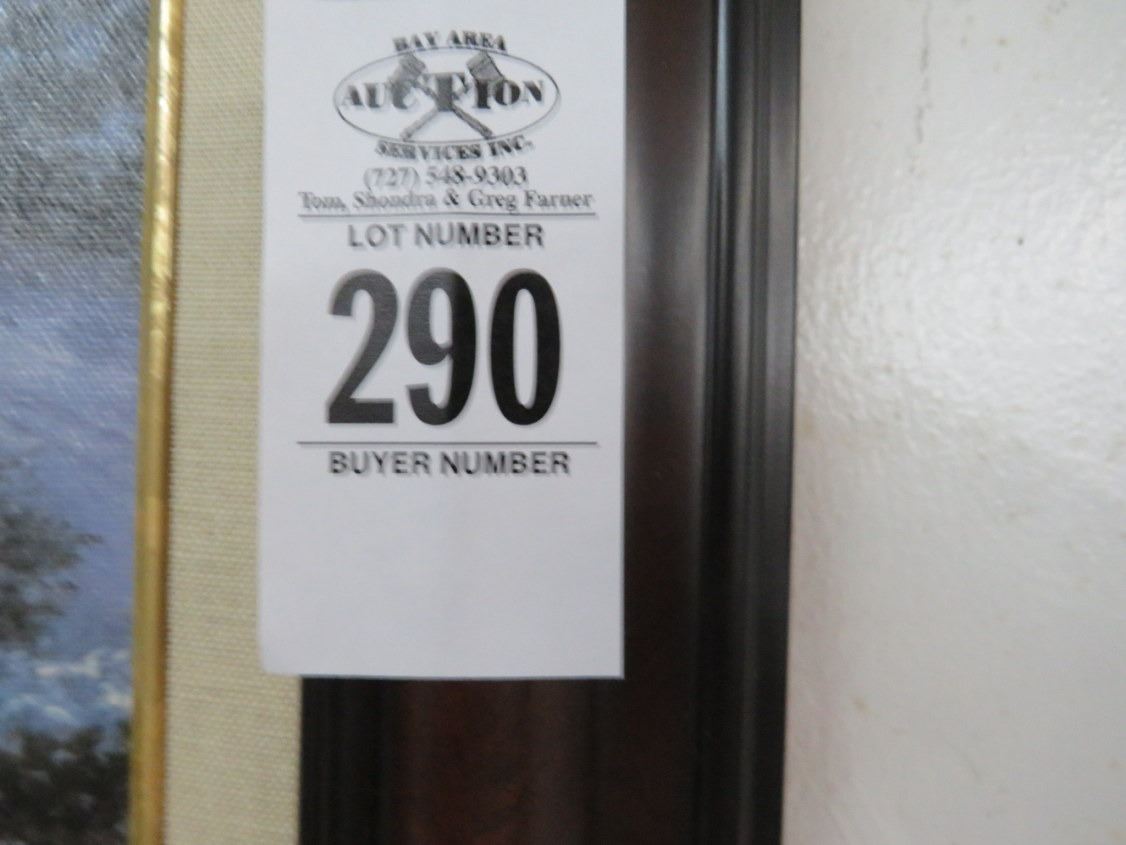 BAY AREA
AUCTION
SERVICES INC.
(727) 548-9303
Tom, Shondra & Greg Farner
LOT NUMBER
290
BUYER NUMBER